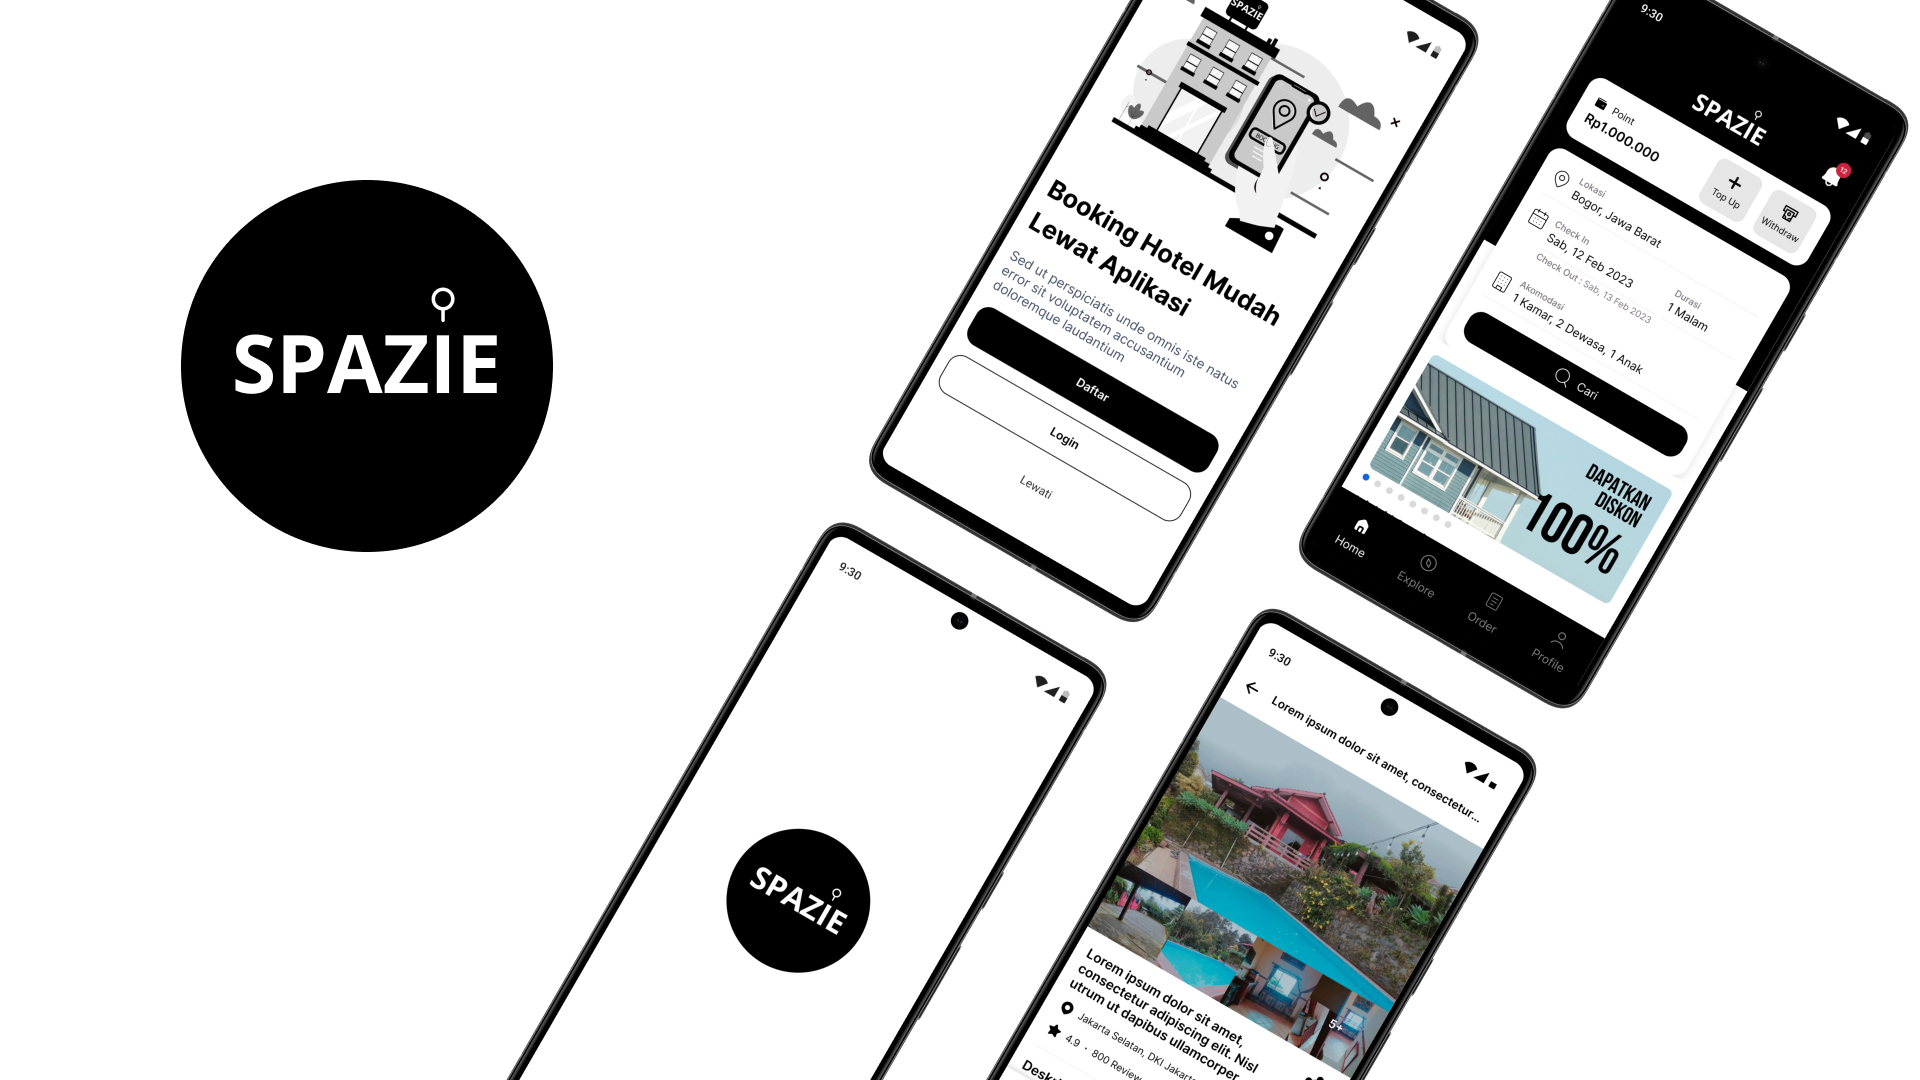 SPAZIE
SPAZIE
Booking Hotel Mudah
Lewat Aplikasi
Sed ut perspiciatis unde omnis iste natus
error sit voluptatem accusantium
doloremque laudantium
Daftar
Login
Lewati
9:30
SPAZIE
Point
Rp1.000.000
Top Up
Withdraw
12
Lokasi
Bogor, Jawa Barat
Check In
Sab, 12 Feb 2023
Check Out : Sab, 13 Feb 2023
Durasi
1 Malam
Akomodasi
1 Kamar, 2 Dewasa, 1 Anak
Cari
DAPATKAN
DISKON
100%
Home
Explore
Order
Profile
9:30
SPAZIE
9:30
Lorem ipsum dolor sit amet, consectetur...
5+
Lorem ipsum dolor sit amet,
consectetur adipiscing elit. Nisl
utrum ut dapibus ullamcorper
Jakarta Selatan, DKI Jakarta
4.9 · 800 Review